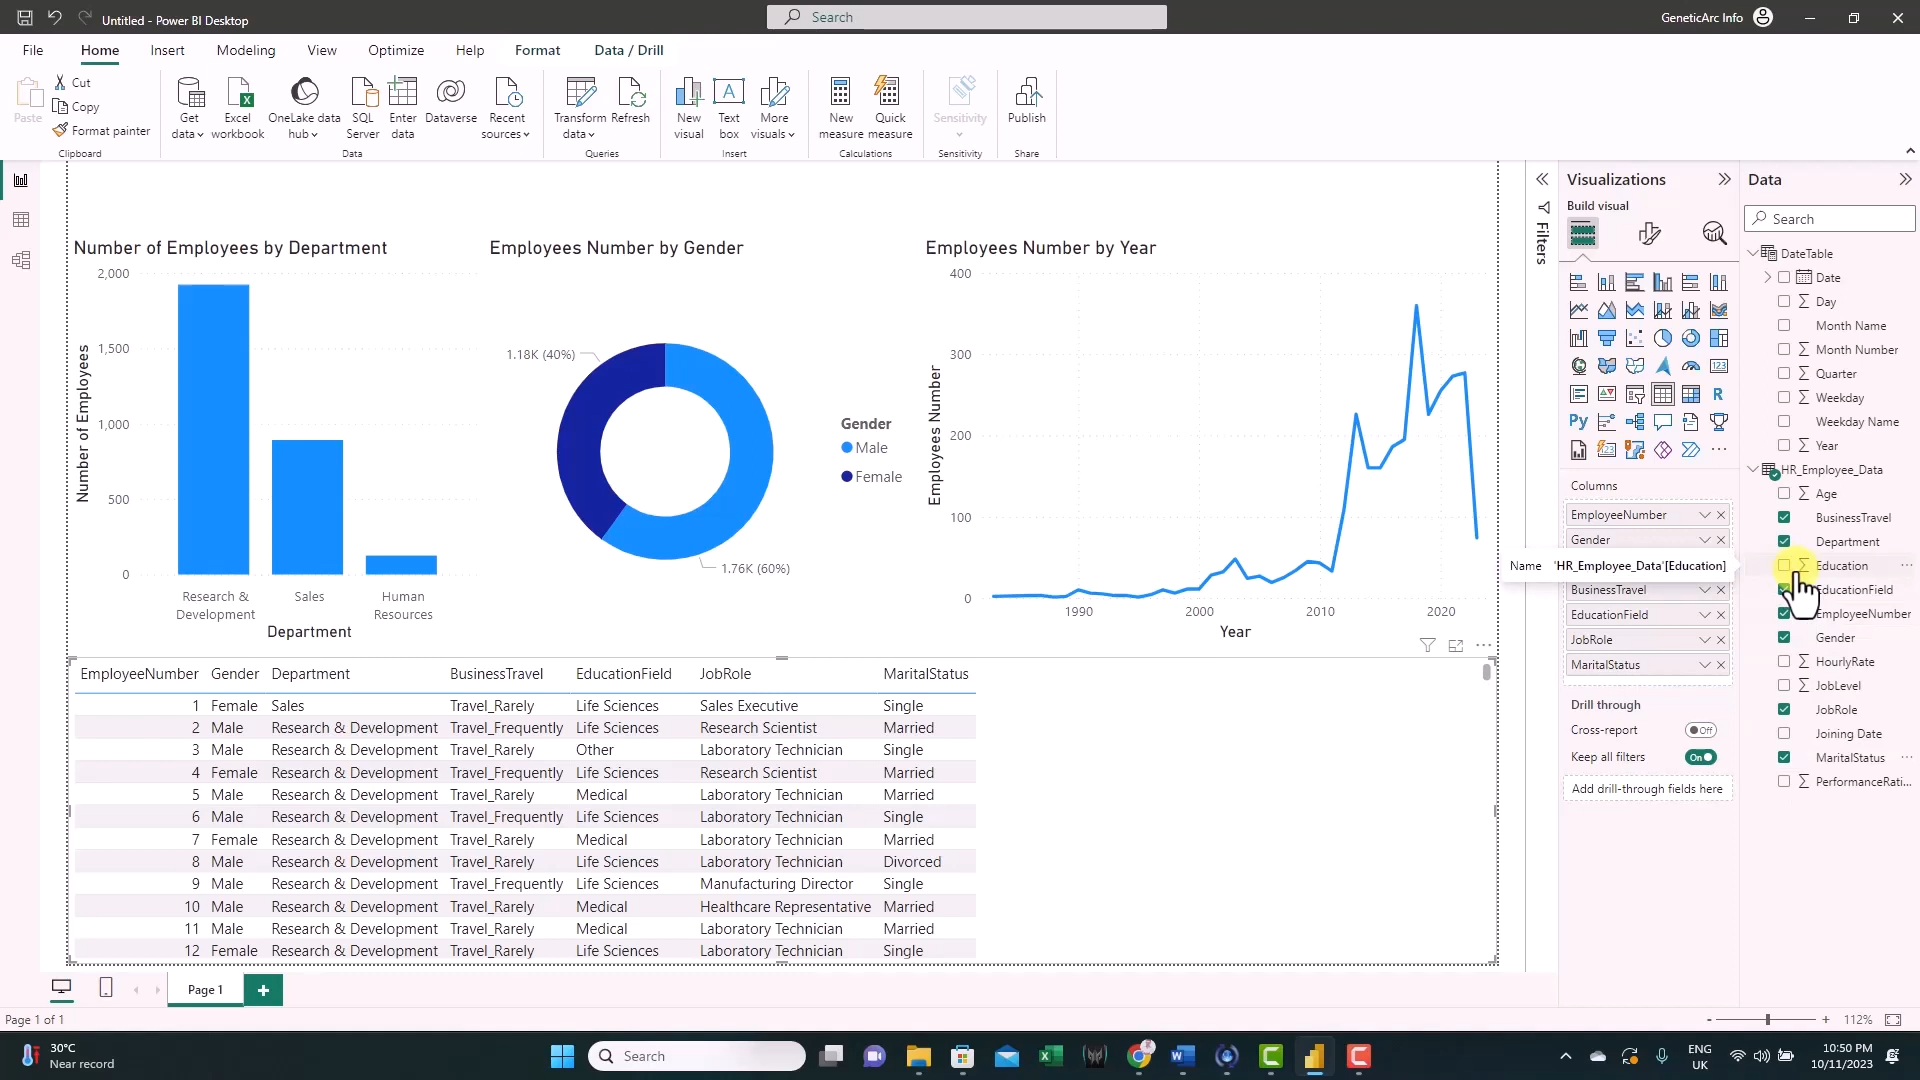 Untitled - Power BI Desktop
Search
GeneticArc Info
File
Home
Insert
Modeling
View
Optimize
Help
Format
Data / Drill
Paste
Cut
Copy
Format painter
Clipboard
Get data
Excel workbook
OneLake data hub
SQL Server
Enter data
Dataverse
Recent sources
Data
Transform data
Refresh
Queries
New visual
Text box
More visuals
Insert
New measure
Quick measure
Calculations
Sensitivity
Sensitivity
Publish
Share
Number of Employees by Department
Number of Employees
2,000
1,500
1,000
500
0
Research & Development
Sales
Human Resources
Department
Employees Number by Gender
1.18K (40%)
1.76K (60%)
Gender
Male
Female
Employees Number by Year
Employees Number
400
300
200
100
0
1990
2000
2010
2020
Year
EmployeeNumber Gender Department BusinessTravel EducationField JobRole MaritalStatus
1 Female Sales Travel_Rarely Life Sciences Sales Executive Single
2 Male Research & Development Travel_Frequently Life Sciences Research Scientist Married
3 Male Research & Development Travel_Rarely Other Laboratory Technician Single
4 Female Research & Development Travel_Frequently Life Sciences Research Scientist Married
5 Male Research & Development Travel_Rarely Medical Laboratory Technician Married
6 Male Research & Development Travel_Frequently Life Sciences Laboratory Technician Single
7 Female Research & Development Travel_Rarely Medical Laboratory Technician Married
8 Male Research & Development Travel_Rarely Life Sciences Laboratory Technician Divorced
9 Male Research & Development Travel_Frequently Life Sciences Manufacturing Director Single
10 Male Research & Development Travel_Rarely Medical Healthcare Representative Married
11 Male Research & Development Travel_Rarely Medical Laboratory Technician Married
12 Female Research & Development Travel_Rarely Life Sciences Laboratory Technician Single
Filters
Visualizations
Build visual
R
Py
123
Columns
EmployeeNumber
Gender
Name 'HR_Employee_Data'[Education]
BusinessTravel
EducationField
JobRole
MaritalStatus
Drill through
Cross-report
Off
Keep all filters
On
Add drill-through fields here
Data
Search
DateTable
Date
Day
Month Name
Month Number
Quarter
Weekday
Weekday Name
Year
HR_Employee_Data
Age
BusinessTravel
Department
Education
EducationField
EmployeeNumber
Gender
HourlyRate
JobLevel
JobRole
Joining Date
MaritalStatus
PerformanceRati...
Page 1
Page 1 of 1
112%
30°C
Near record
Search
ENG
UK
10:50 PM
10/11/2023